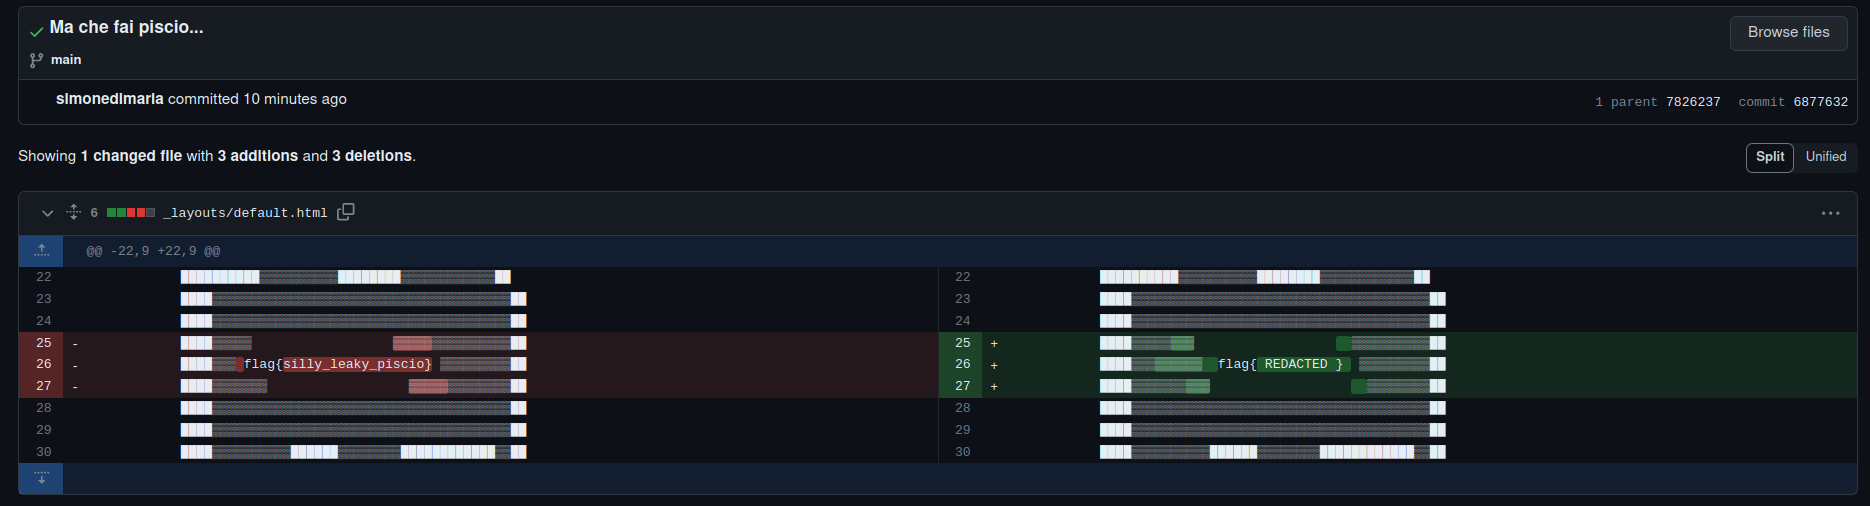 Ma che fai piscio...
Browse files
main
simonedimaria committed 10 minutes ago
1 parent 7826237 commit 6877632
Showing 1 changed file with 3 additions and 3 deletions.
Split Unified
6 _layouts/default.html
@@ -22,9 +22,9 @@
22 ██████████▒▒▒▒▒▒▒▒▒▒████████▒▒▒▒▒▒▒▒▒▒▒▒██ 22 ██████████▒▒▒▒▒▒▒▒▒▒████████▒▒▒▒▒▒▒▒▒▒▒▒██
23 ████▒▒▒▒▒▒▒▒▒▒▒▒▒▒▒▒▒▒▒▒▒▒▒▒▒▒▒▒▒▒▒▒▒▒▒▒▒▒██ 23 ████▒▒▒▒▒▒▒▒▒▒▒▒▒▒▒▒▒▒▒▒▒▒▒▒▒▒▒▒▒▒▒▒▒▒▒▒▒▒██
24 ████▒▒▒▒▒▒▒▒▒▒▒▒▒▒▒▒▒▒▒▒▒▒▒▒▒▒▒▒▒▒▒▒▒▒▒▒▒▒██ 24 ████▒▒▒▒▒▒▒▒▒▒▒▒▒▒▒▒▒▒▒▒▒▒▒▒▒▒▒▒▒▒▒▒▒▒▒▒▒▒██
25 - ████▒▒▒▒▒                  ▒▒▒▒▒▒▒▒▒▒▒▒▒▒▒██ 25 + ████▒▒▒▒▒▒▒▒                    ▒▒▒▒▒▒▒▒▒▒██
26 - ████▒▒▒ flag{silly_leaky_piscio} ▒▒▒▒▒▒▒▒▒██ 26 + ████▒▒▒▒▒▒▒▒▒  flag{ REDACTED }  ▒▒▒▒▒▒▒▒▒██
27 - ████▒▒▒▒▒▒▒                  ▒▒▒▒▒▒▒▒▒▒▒▒▒██ 27 + ████▒▒▒▒▒▒▒▒▒▒                    ▒▒▒▒▒▒▒▒██
28 ████▒▒▒▒▒▒▒▒▒▒▒▒▒▒▒▒▒▒▒▒▒▒▒▒▒▒▒▒▒▒▒▒▒▒▒▒▒▒██ 28 ████▒▒▒▒▒▒▒▒▒▒▒▒▒▒▒▒▒▒▒▒▒▒▒▒▒▒▒▒▒▒▒▒▒▒▒▒▒▒██
29 ████▒▒▒▒▒▒▒▒▒▒▒▒▒▒▒▒▒▒▒▒▒▒▒▒▒▒▒▒▒▒▒▒▒▒▒▒▒▒██ 29 ████▒▒▒▒▒▒▒▒▒▒▒▒▒▒▒▒▒▒▒▒▒▒▒▒▒▒▒▒▒▒▒▒▒▒▒▒▒▒██
30 ████▒▒▒▒▒▒▒▒▒▒██████▒▒▒▒▒▒▒▒████████████▒▒██ 30 ████▒▒▒▒▒▒▒▒▒▒██████▒▒▒▒▒▒▒▒████████████▒▒██